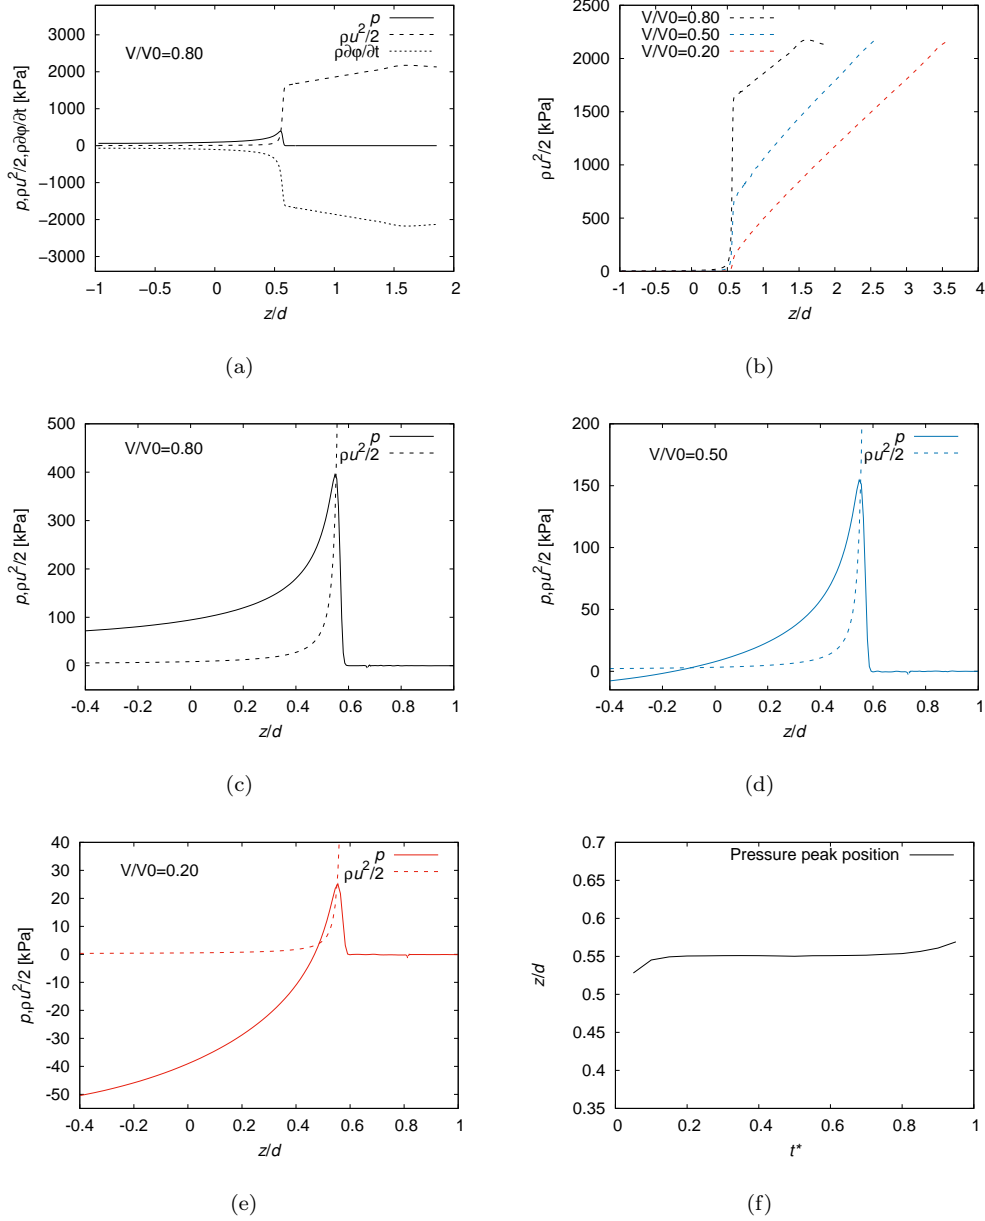 p
ρu²/2
ρ∂φ/∂t
V/V0=0.80
3000
2000
1000
0
−1000
−2000
−3000
p,ρu²/2,ρ∂φ/∂t [kPa]
−1 −0.5 0 0.5 1 1.5 2
z/d
(a)
V/V0=0.80
V/V0=0.50
V/V0=0.20
2500
2000
1500
1000
500
0
ρu²/2 [kPa]
-1 -0.5 0 0.5 1 1.5 2 2.5 3 3.5 4
z/d
(b)
p
ρu²/2
V/V0=0.80
500
400
300
200
100
0
p,ρu²/2 [kPa]
-0.4 -0.2 0 0.2 0.4 0.6 0.8 1
z/d
(c)
p
ρu²/2
V/V0=0.50
200
150
100
50
0
p,ρu²/2 [kPa]
-0.4 -0.2 0 0.2 0.4 0.6 0.8 1
z/d
(d)
p
ρu²/2
V/V0=0.20
40
30
20
10
0
-10
-20
-30
-40
-50
p,ρu²/2 [kPa]
-0.4 -0.2 0 0.2 0.4 0.6 0.8 1
z/d
(e)
Pressure peak position
0.7
0.65
0.6
0.55
0.5
0.45
0.4
0.35
z/d
0 0.2 0.4 0.6 0.8 1
t*
(f)